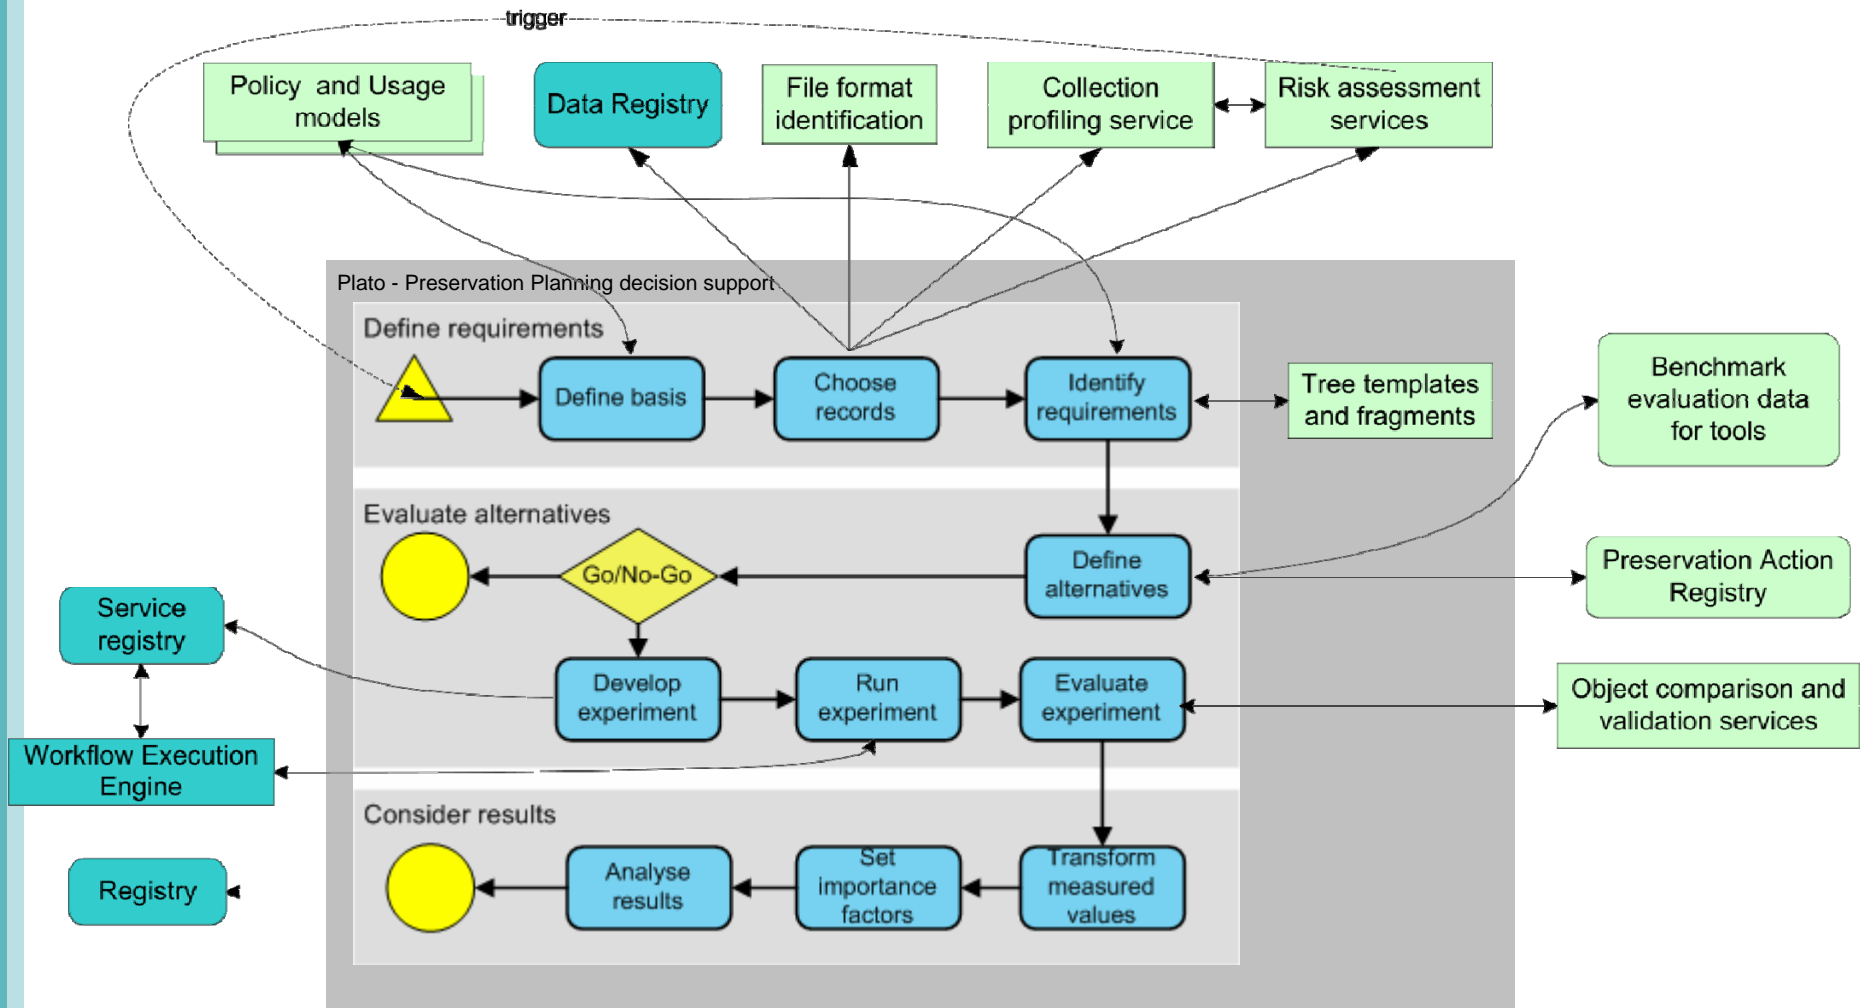 trigger
Policy and Usage
models
Data Registry
File format
identification
Collection
profiling service
Risk assessment
services
Plato - Preservation Planning decision support
Define requirements
Define basis
Choose
records
Identify
requirements
Tree templates
and fragments
Benchmark
evaluation data
for tools
Evaluate alternatives
Go/No-Go
Define
alternatives
Preservation Action
Registry
Service
registry
Develop
experiment
Run
experiment
Evaluate
experiment
Object comparison and
validation services
Workflow Execution
Engine
Consider results
Registry
Analyse
results
Set
importance
factors
Transform
measured
values